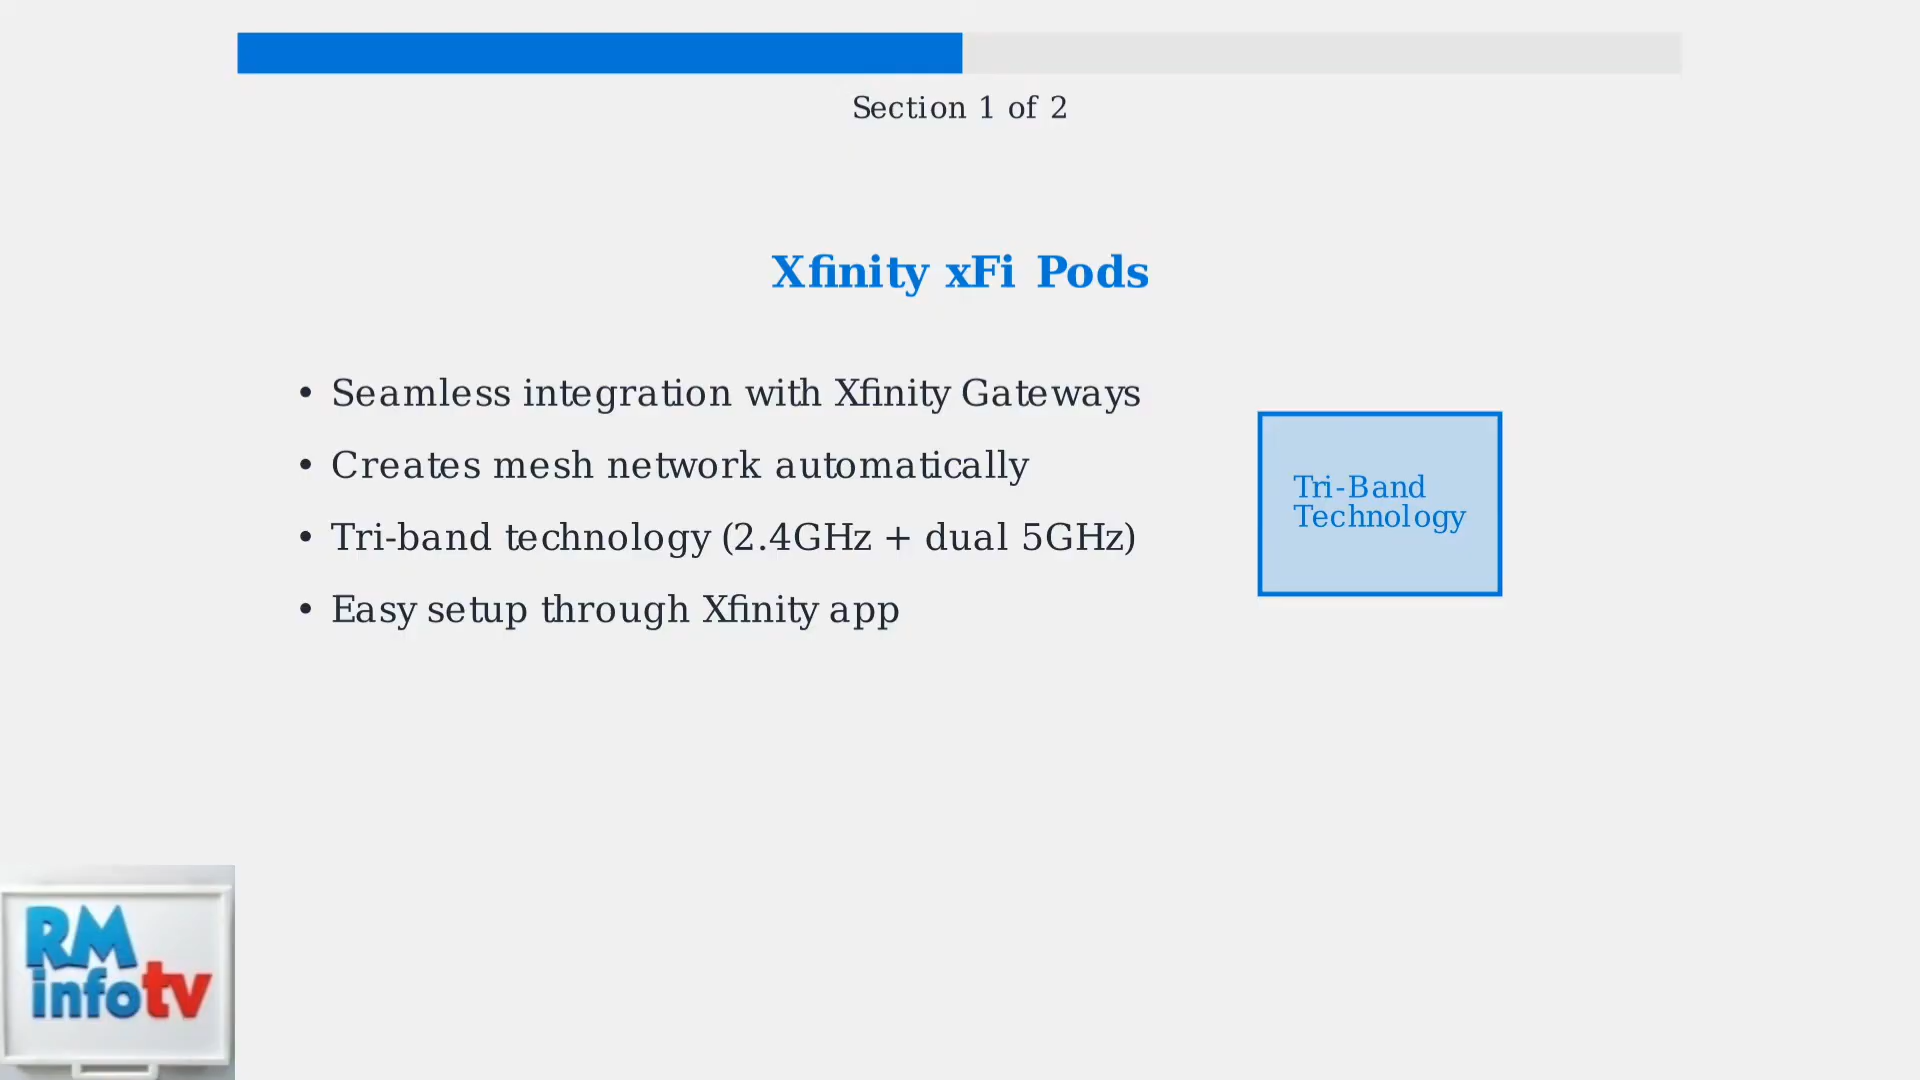 Section 1 of 2
Xfinity xFi Pods
• Seamless integration with Xfinity Gateways
• Creates mesh network automatically
• Tri-band technology (2.4GHz + dual 5GHz)
• Easy setup through Xfinity app
Tri-Band
Technology
RM
infotv